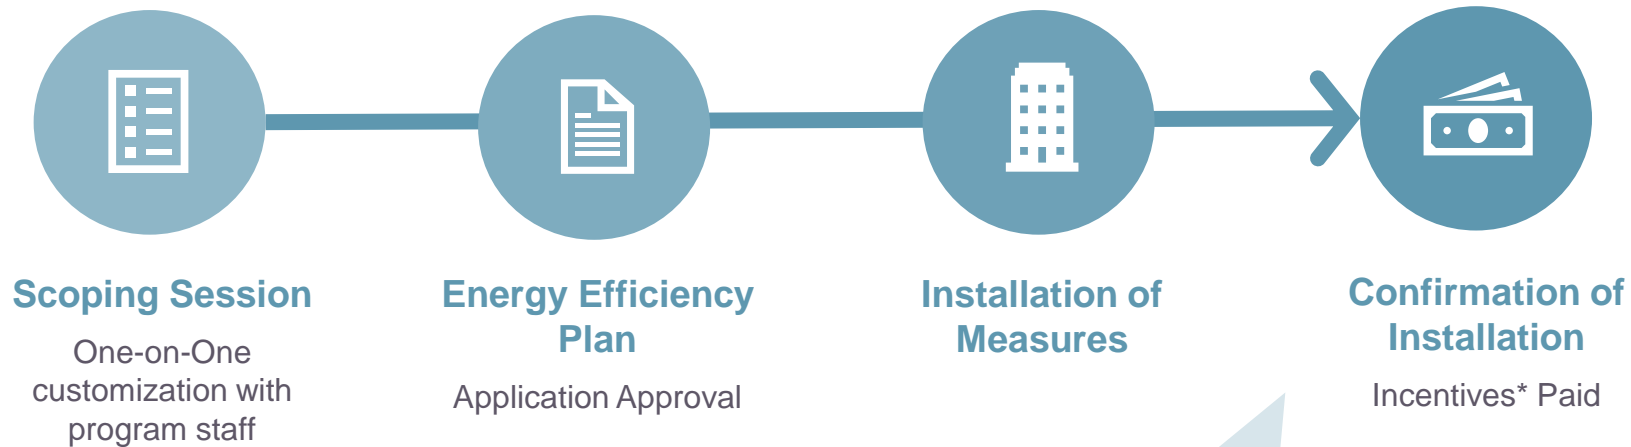 Scoping Session
One-on-One
customization with
program staff
Energy Efficiency
Plan
Application Approval
Installation of
Measures
Confirmation of
Installation
Incentives* Paid